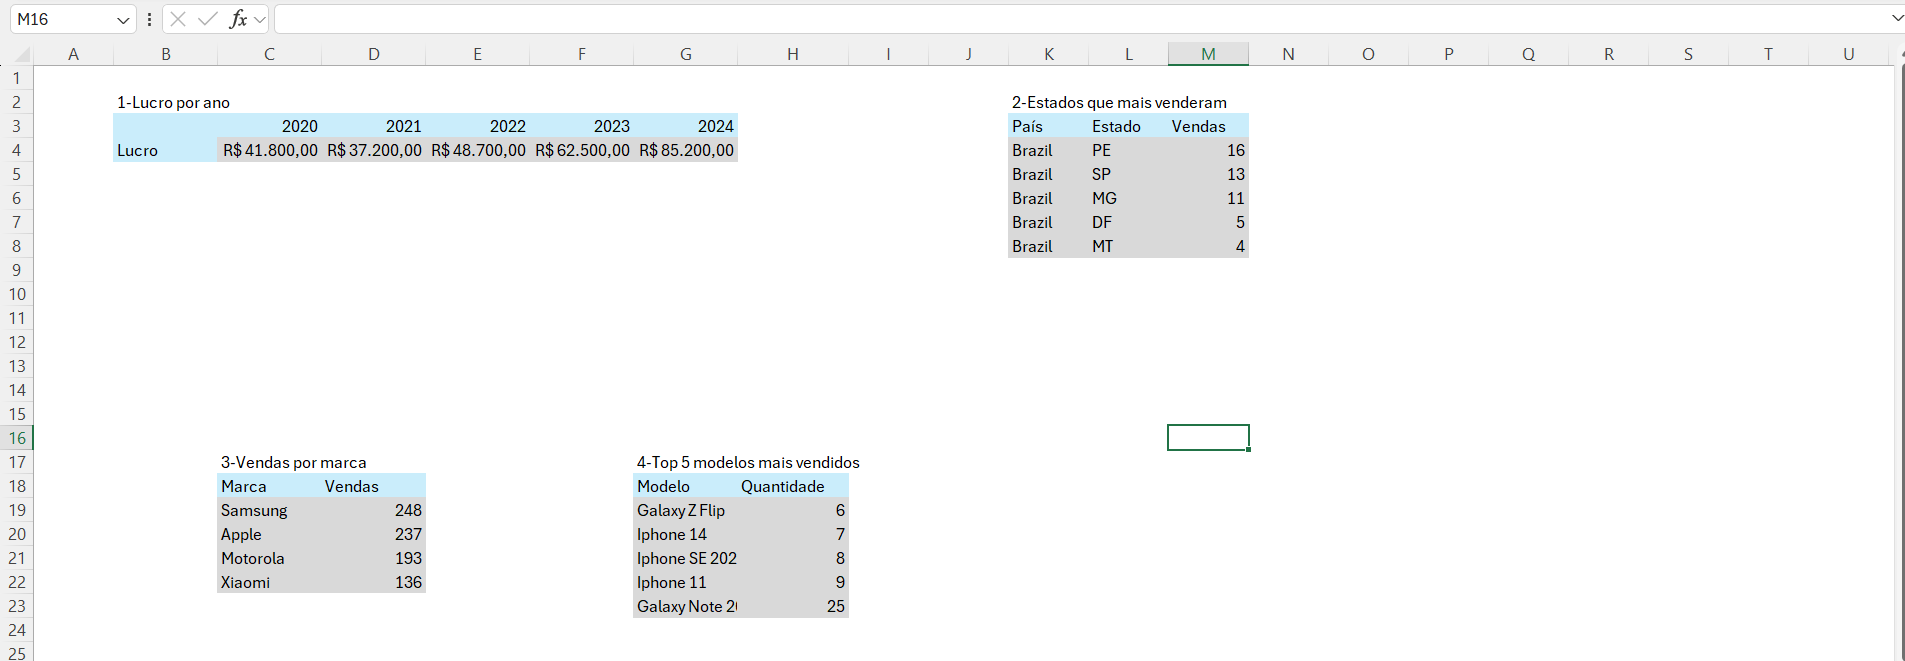 M16
fx
A B C D E F G H I J K L M N O P Q R S T U
1
2 1-Lucro por ano 2-Estados que mais venderam
3 2020 2021 2022 2023 2024 País Estado Vendas
4 Lucro R$ 41.800,00 R$ 37.200,00 R$ 48.700,00 R$ 62.500,00 R$ 85.200,00 Brazil PE 16
5 Brazil SP 13
6 Brazil MG 11
7 Brazil DF 5
8 Brazil MT 4
9
10
11
12
13
14
15
16
17 3-Vendas por marca 4-Top 5 modelos mais vendidos
18 Marca Vendas Modelo Quantidade
19 Samsung 248 Galaxy Z Flip 6
20 Apple 237 Iphone 14 7
21 Motorola 193 Iphone SE 202 8
22 Xiaomi 136 Iphone 11 9
23 Galaxy Note 2 25
24
25